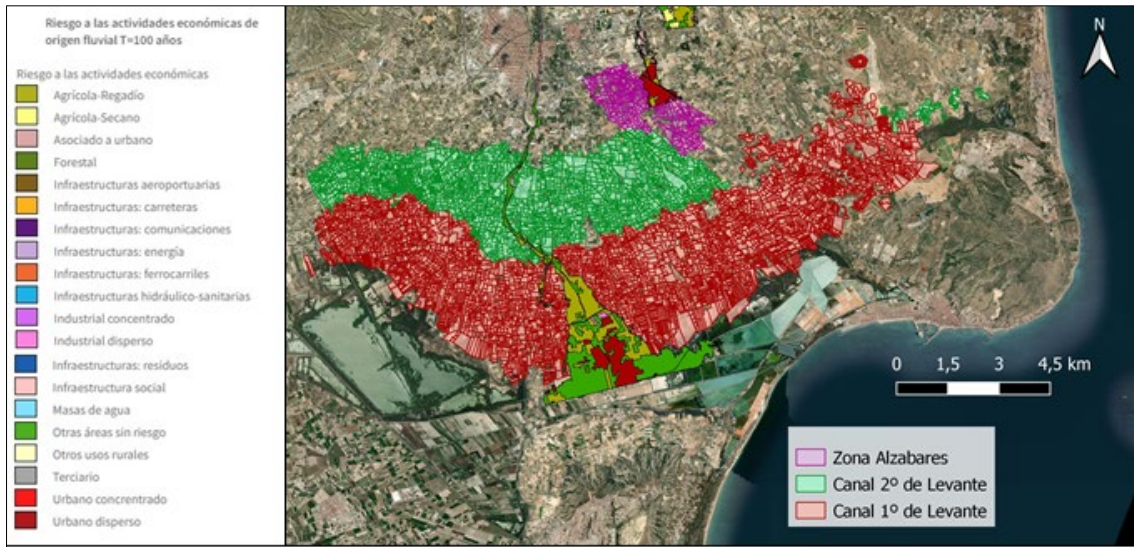 Riesgo a las actividades económicas de
origen fluvial T=100 años
Riesgo a las actividades económicas
Agrícola-Regadío
Agrícola-Secano
Asociado a urbano
Forestal
Infraestructuras aeroportuarias
Infraestructuras: carreteras
Infraestructuras: comunicaciones
Infraestructuras: energía
Infraestructuras: ferrocarriles
Infraestructuras hidráulico-sanitarias
Industrial concentrado
Industrial disperso
Infraestructuras: residuos
Infraestructura social
Masas de agua
Otras áreas sin riesgo
Otros usos rurales
Terciario
Urbano concrentrado
Urbano disperso
N
0 1,5 3 4,5 km
Zona Alzabares
Canal 2º de Levante
Canal 1º de Levante